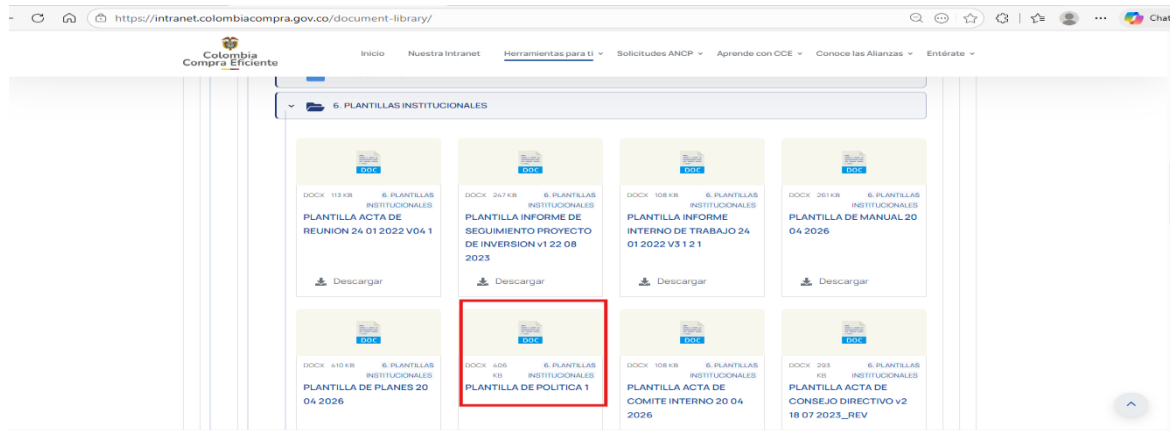 https://intranet.colombiacompra.gov.co/document-library/
Chat
Colombia
Compra Eficiente
Inicio
Nuestra Intranet
Herramientas para ti
Solicitudes ANCP
Aprende con CCE
Conoce las Alianzas
Entérate
6. PLANTILLAS INSTITUCIONALES
DOC
DOCX 113 KB 6. PLANTILLAS
INSTITUCIONALES
PLANTILLA ACTA DE
REUNION 24 01 2022 V04 1
Descargar
DOC
DOCX 247 KB 6. PLANTILLAS
INSTITUCIONALES
PLANTILLA INFORME DE
SEGUIMIENTO PROYECTO
DE INVERSION v1 22 08
2023
Descargar
DOC
DOCX 108 KB 6. PLANTILLAS
INSTITUCIONALES
PLANTILLA INFORME
INTERNO DE TRABAJO 24
01 2022 V3 1 2 1
Descargar
DOC
DOCX 261 KB 6. PLANTILLAS
INSTITUCIONALES
PLANTILLA DE MANUAL 20
04 2026
Descargar
DOC
DOCX 410 KB 6. PLANTILLAS
INSTITUCIONALES
PLANTILLA DE PLANES 20
04 2026
DOC
DOCX 406 6. PLANTILLAS
KB INSTITUCIONALES
PLANTILLA DE POLITICA 1
DOC
DOCX 108 KB 6. PLANTILLAS
INSTITUCIONALES
PLANTILLA ACTA DE
COMITE INTERNO 20 04
2026
DOC
DOCX 293 6. PLANTILLAS
KB INSTITUCIONALES
PLANTILLA ACTA DE
CONSEJO DIRECTIVO v2
18 07 2023_REV